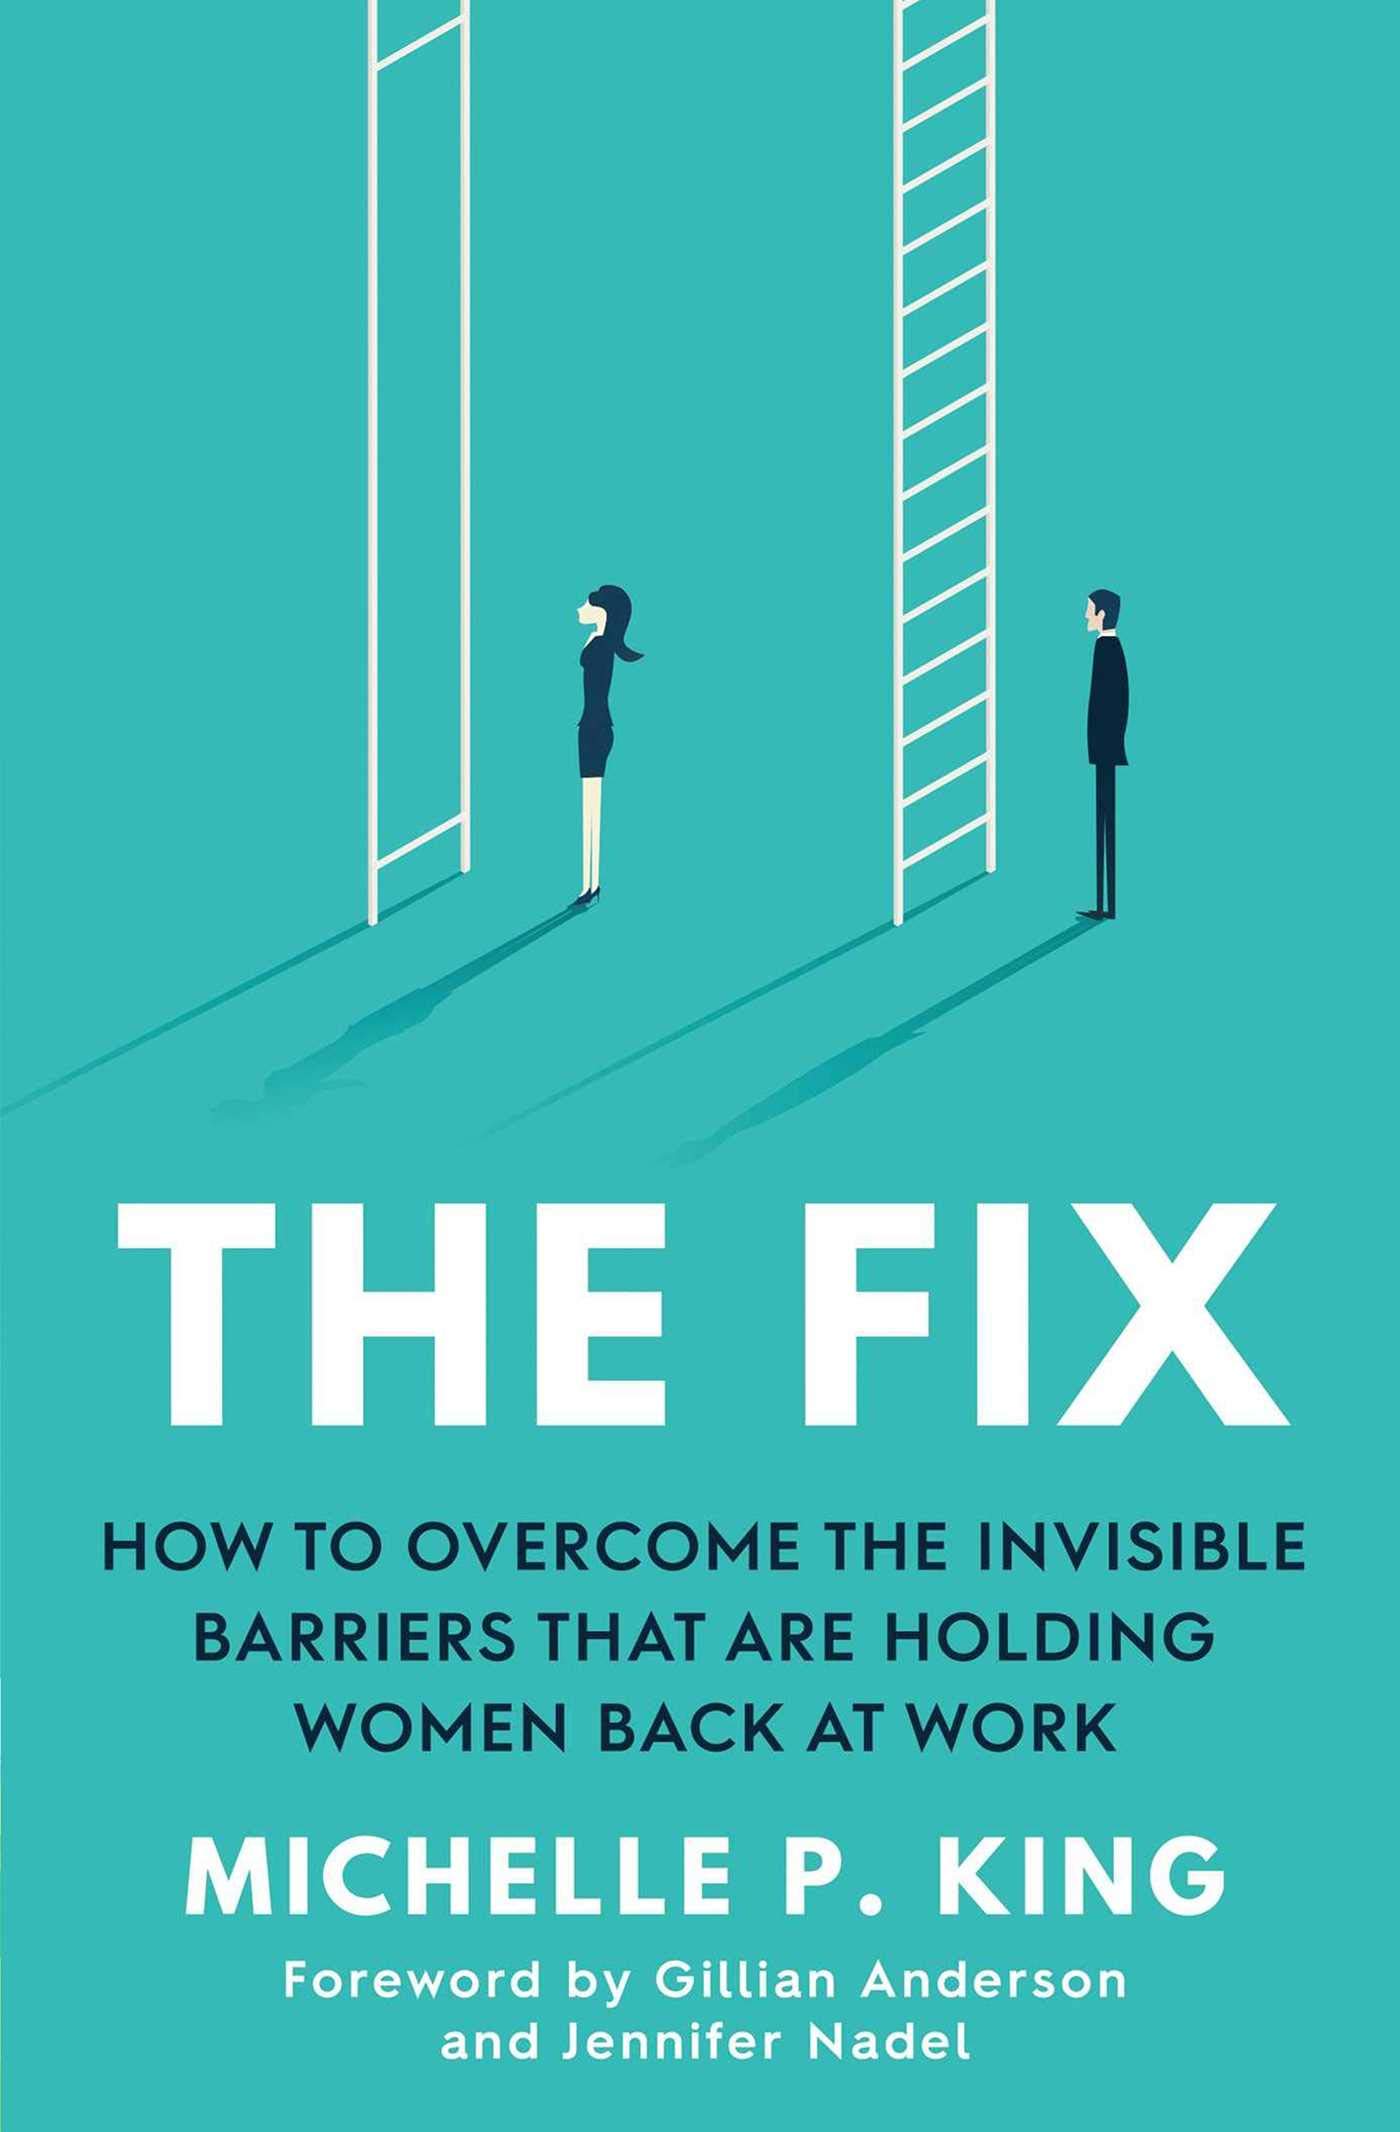 THE FIX
HOW TO OVERCOME THE INVISIBLE
BARRIERS THAT ARE HOLDING
WOMEN BACK AT WORK
MICHELLE P. KING
Foreword by Gillian Anderson
and Jennifer Nadel